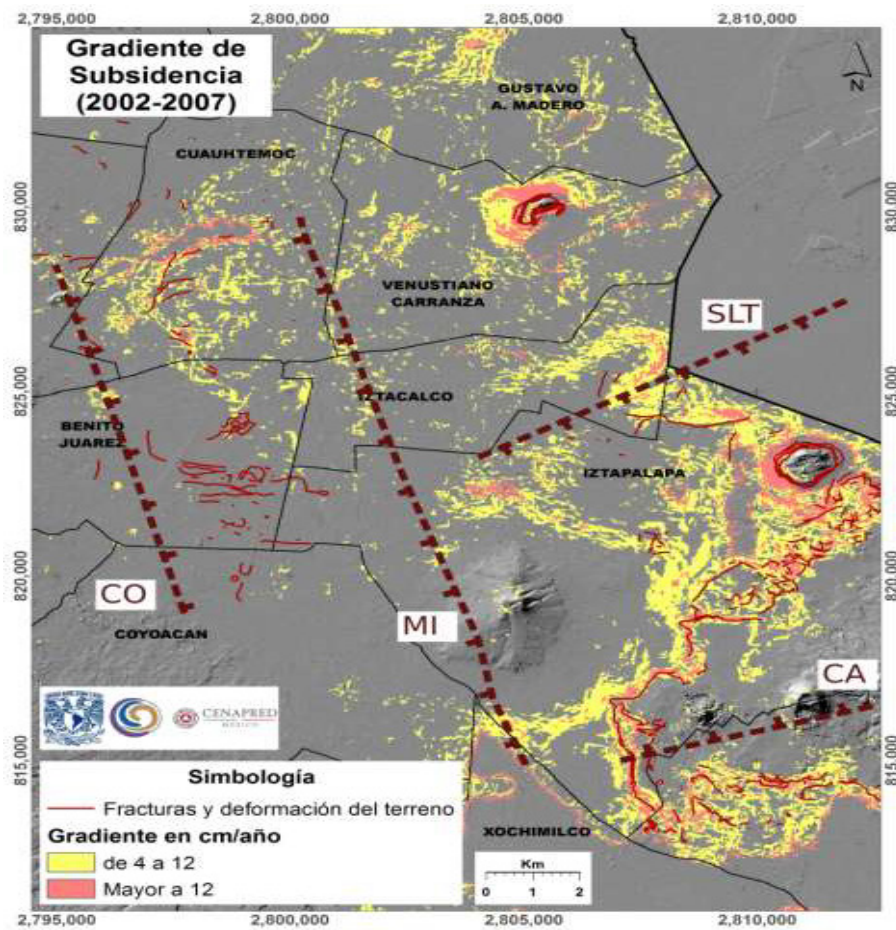 2,795,000 2,800,000 2,805,000 2,810,000
Gradiente de
Subsidencia
(2002-2007)
N
GUSTAVO
A. MADERO
CUAUHTEMOC
830,000 830,000
VENUSTIANO
CARRANZA
SLT
825,000 825,000
IZTACALCO
BENITO
JUAREZ
IZTAPALAPA
820,000 820,000
CO
MI
COYOACAN
CA
CENAPRED
MÉXICO
815,000 815,000
Simbología
Fracturas y deformación del terreno
Gradiente en cm/año
de 4 a 12
Mayor a 12
XOCHIMILCO
Km
0 1 2
2,795,000 2,800,000 2,805,000 2,810,000